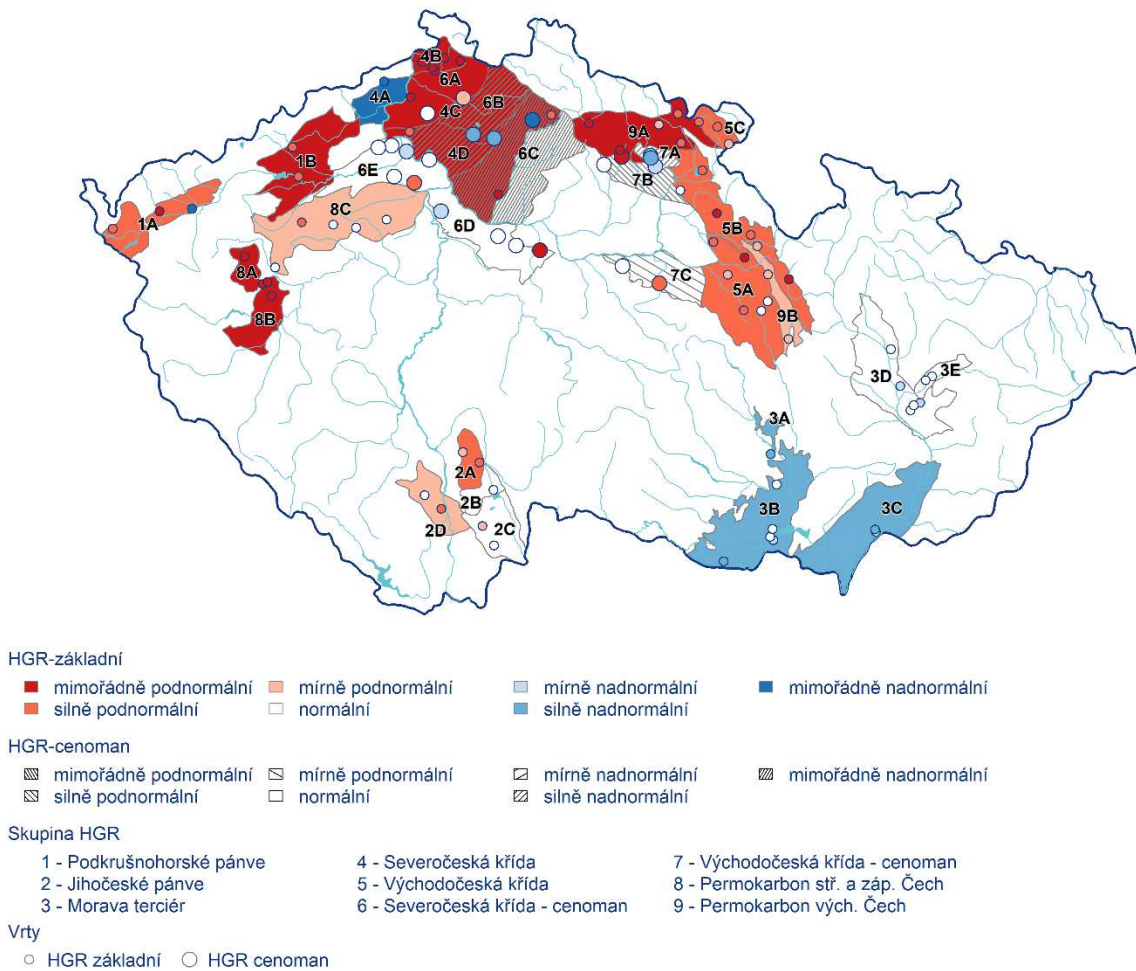 4B
6A
4A
4C
6B
4D
6C
9A
5C
7A
7B
1B
6E
8C
6D
1A
8A
8B
5B
7C
5A
9B
3D
3E
3A
2A
2B
2D
2C
3B
3C
HGR-základní
mimořádně podnormální mírně podnormální mírně nadnormální mimořádně nadnormální
silně podnormální normální silně nadnormální
HGR-cenoman
mimořádně podnormální mírně podnormální mírně nadnormální mimořádně nadnormální
silně podnormální normální silně nadnormální
Skupina HGR
1 - Podkrušnohorské pánve 4 - Severočeská křída 7 - Východočeská křída - cenoman
2 - Jihočeské pánve 5 - Východočeská křída 8 - Permokarbon stř. a záp. Čech
3 - Morava terciér 6 - Severočeská křída - cenoman 9 - Permokarbon vých. Čech
Vrty
HGR základní HGR cenoman